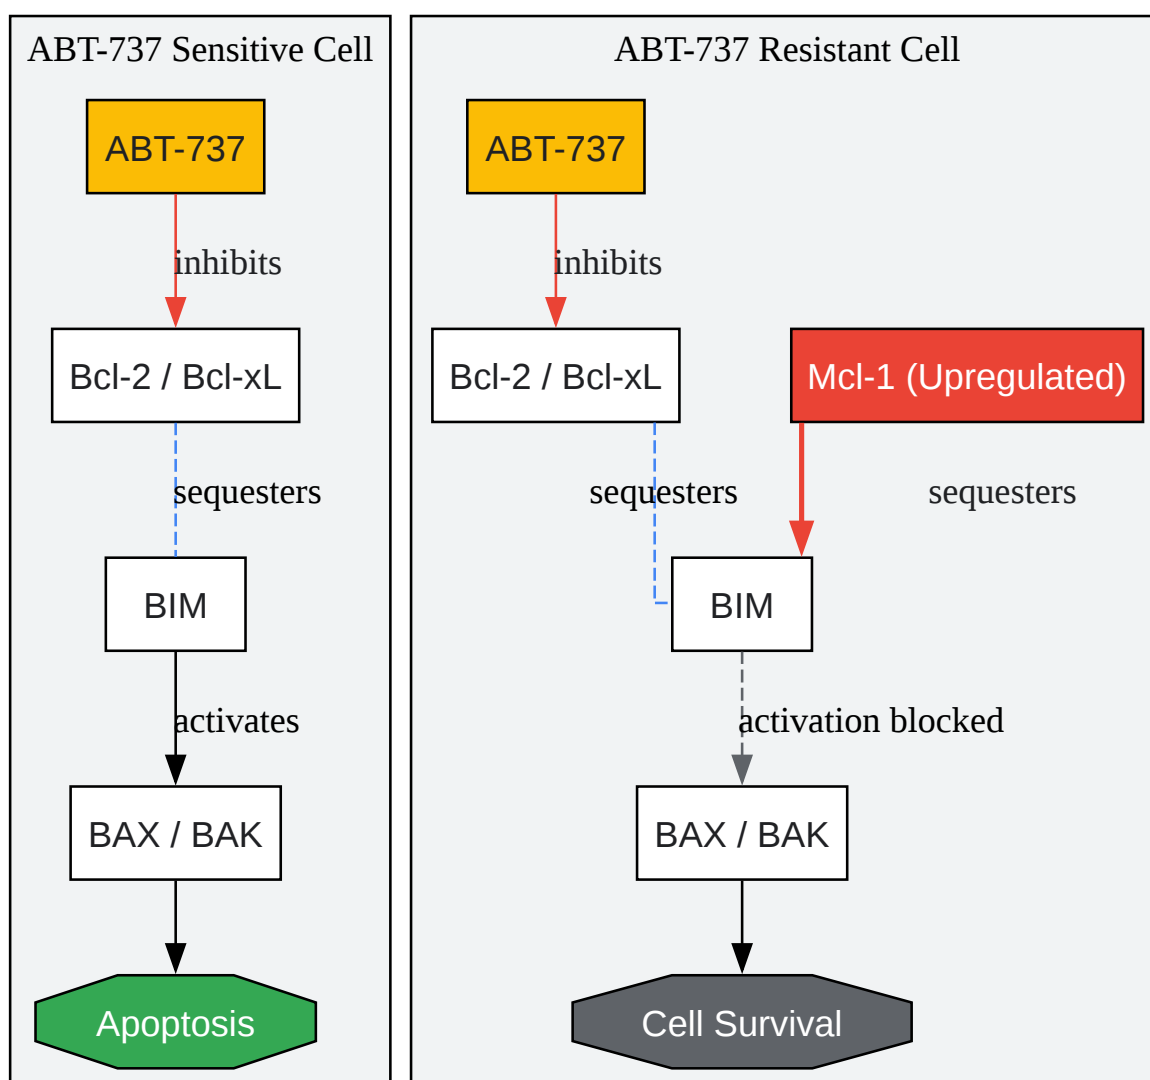 ABT-737 Sensitive Cell
ABT-737
inhibits
Bcl-2 / Bcl-xL
sequesters
BIM
activates
BAX / BAK
Apoptosis
ABT-737 Resistant Cell
ABT-737
inhibits
Bcl-2 / Bcl-xL
Mcl-1 (Upregulated)
sequesters
sequesters
BIM
activation blocked
BAX / BAK
Cell Survival